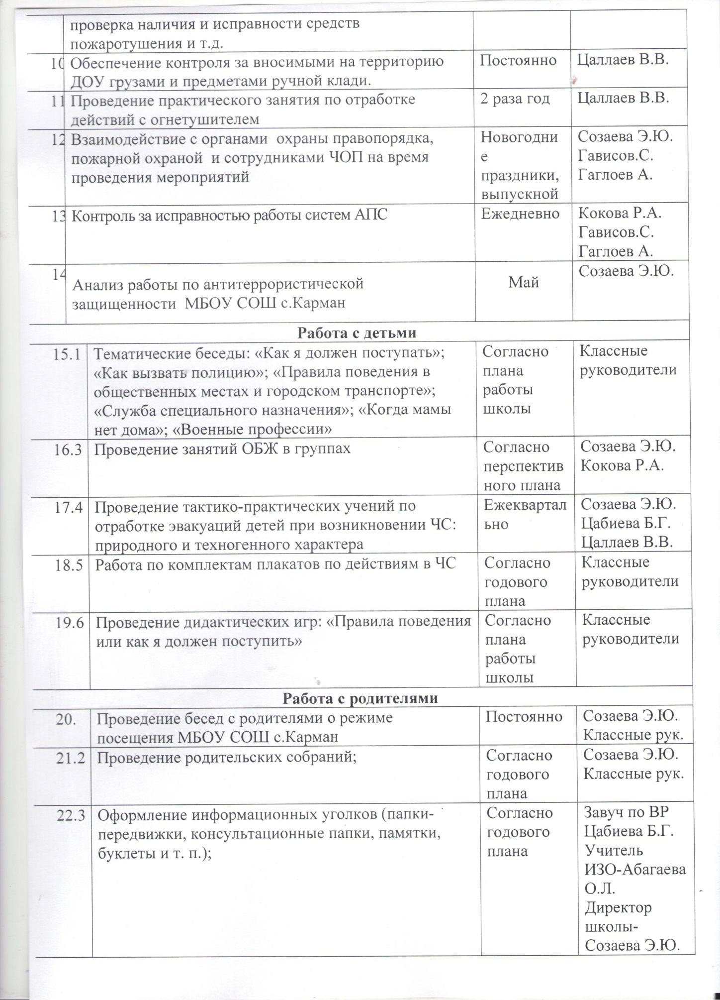 проверка наличия и исправности средств
пожаротушения и т.д.
10 Обеспечение контроля за вносимыми на территорию Постоянно Цаллаев В.В.
ДОУ грузами и предметами ручной клади.
11 Проведение практического занятия по отработке 2 раза год Цаллаев В.В.
действий с огнетушителем
12 Взаимодействие с органами охраны правопорядка, Новогодни Созаева Э.Ю.
пожарной охраной и сотрудниками ЧОП на время е Гависов.С.
проведения мероприятий праздники, Гаглоев А.
выпускной
13 Контроль за исправностью работы систем АПС Ежедневно Кокова Р.А.
Гависов.С.
Гаглоев А.
14 Созаева Э.Ю.
Анализ работы по антитеррористической Май
защищенности МБОУ СОШ с.Карман
Работа с детьми
15.1 Тематические беседы: «Как я должен поступать»; Согласно Классные
«Как вызвать полицию»; «Правила поведения в плана руководители
общественных местах и городском транспорте»; работы
«Служба специального назначения»; «Когда мамы школы
нет дома»; «Военные профессии»
16.3 Проведение занятий ОБЖ в группах Согласно Созаева Э.Ю.
перспектив Кокова Р.А.
ного плана
17.4 Проведение тактико-практических учений по Ежеквартал Созаева Э.Ю.
отработке эвакуаций детей при возникновении ЧС: ьно Цабиева Б.Г.
природного и техногенного характера Цаллаев В.В.
18.5 Работа по комплектам плакатов по действиям в ЧС Согласно Классные
годового руководители
плана
19.6 Проведение дидактических игр: «Правила поведения Согласно Классные
или как я должен поступить» плана руководители
работы
школы
Работа с родителями
20. Проведение бесед с родителями о режиме Постоянно Созаева Э.Ю.
посещения МБОУ СОШ с.Карман Классные рук.
21.2 Проведение родительских собраний; Согласно Созаева Э.Ю.
годового Классные рук.
плана
22.3 Оформление информационных уголков (папки- Согласно Завуч по ВР
передвижки, консультационные папки, памятки, годового Цабиева Б.Г.
буклеты и т. п.); плана Учитель
ИЗО-Абагаева
О.Л.
Директор
школы-
Созаева Э.Ю.